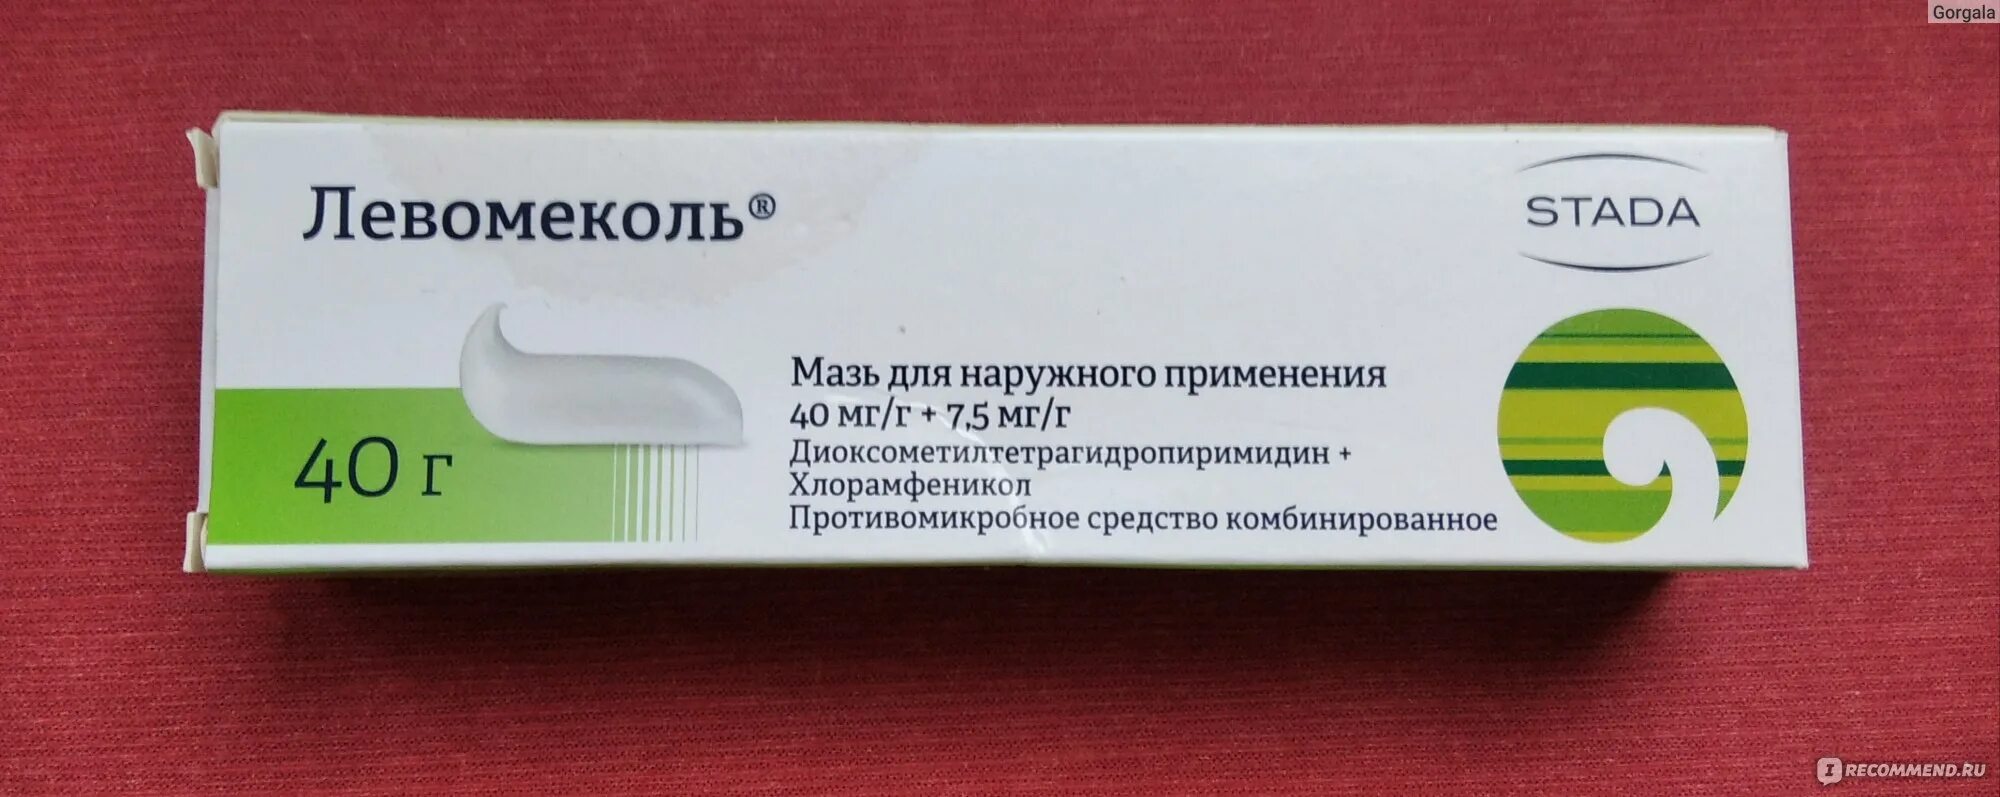 Gorgala
Левомеколь®
STADA
Мазь для наружного применения
40 мг/г + 7,5 мг/г
Диоксометилтетрагидропиримидин +
Хлорамфеникол
Противомикробное средство комбинированное
40 г
I RECOMMEND.RU